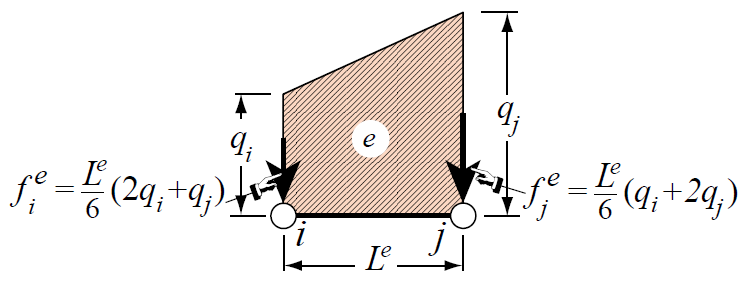 q_i
e
q_j
f_i^e = L^e/6 (2q_i+q_j)
f_j^e = L^e/6 (q_i+2q_j)
i
j
L^e